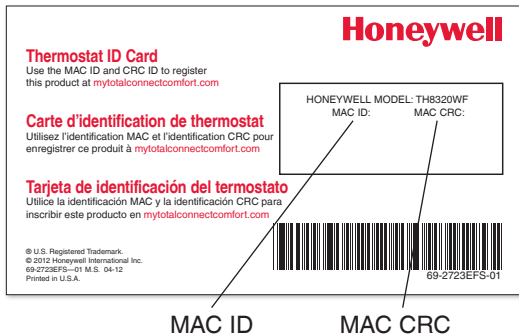 Honeywell
Thermostat ID Card
Use the MAC ID and CRC ID to register
this product at mytotalconnectcomfort.com
HONEYWELL MODEL: TH8320WF
MAC ID: MAC CRC:
Carte d'identification de thermostat
Utilisez l'identification MAC et l'identification CRC pour
enregistrer ce produit à mytotalconnectcomfort.com
Tarjeta de identificación del termostato
Utilice la identificación MAC y la identificación CRC para
inscribir este producto en mytotalconnectcomfort.com
® U.S. Registered Trademark.
© 2012 Honeywell International Inc.
69-2723EFS—01 M.S. 04-12
Printed in U.S.A.
69-2723EFS-01
MAC ID MAC CRC